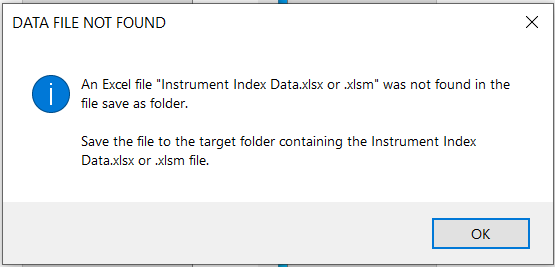 DATA FILE NOT FOUND
An Excel file "Instrument Index Data.xlsx or .xlsm" was not found in the
file save as folder.
Save the file to the target folder containing the Instrument Index
Data.xlsx or .xlsm file.
OK